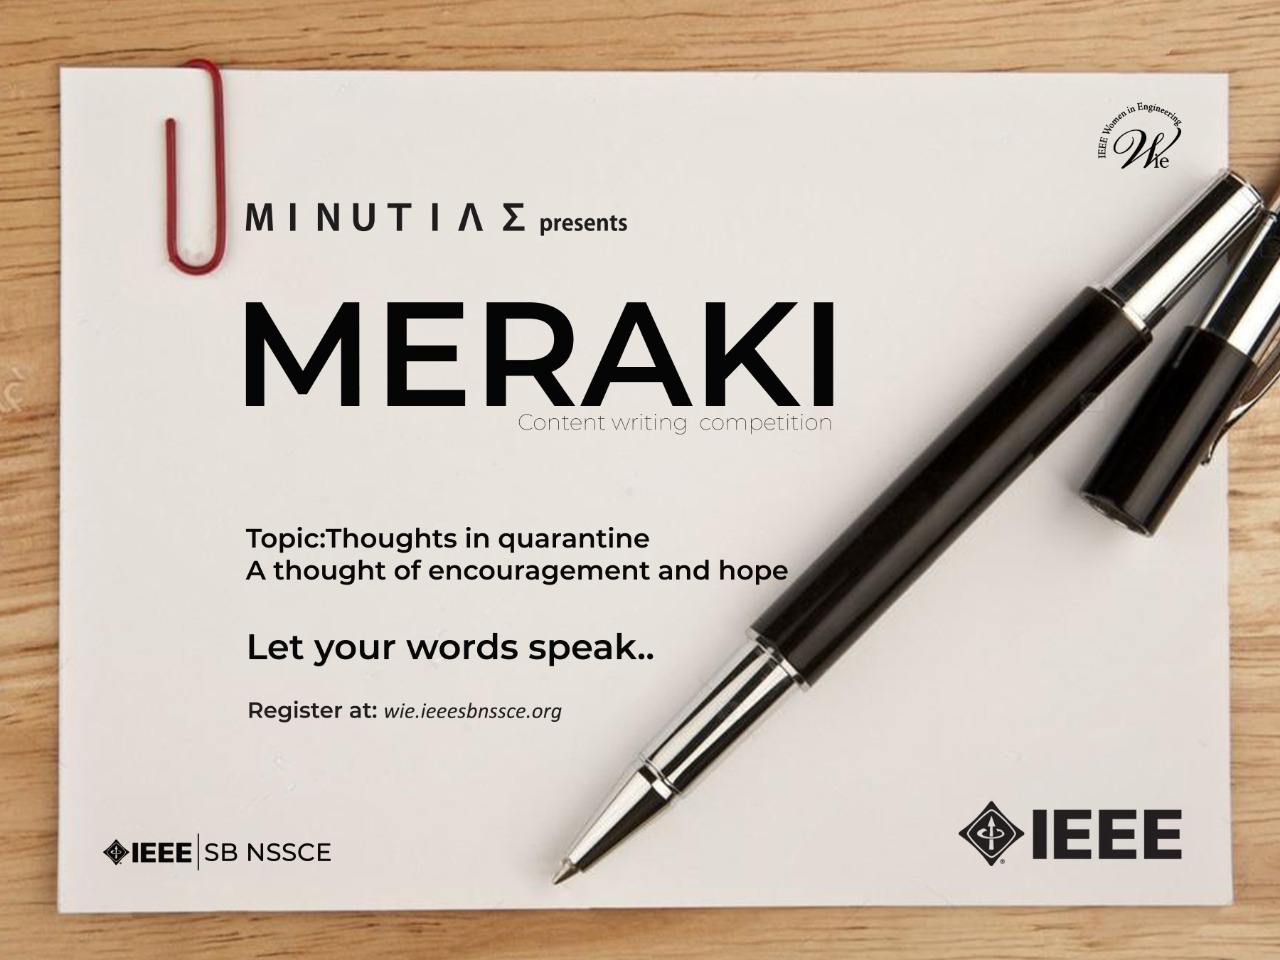 IEEE Women in Engineering
Wie
MINUTIΛΣ presents
MERAKI
Content writing competition
Topic:Thoughts in quarantine
A thought of encouragement and hope
Let your words speak..
Register at: wie.ieeesbnssce.org
IEEE SB NSSCE
IEEE